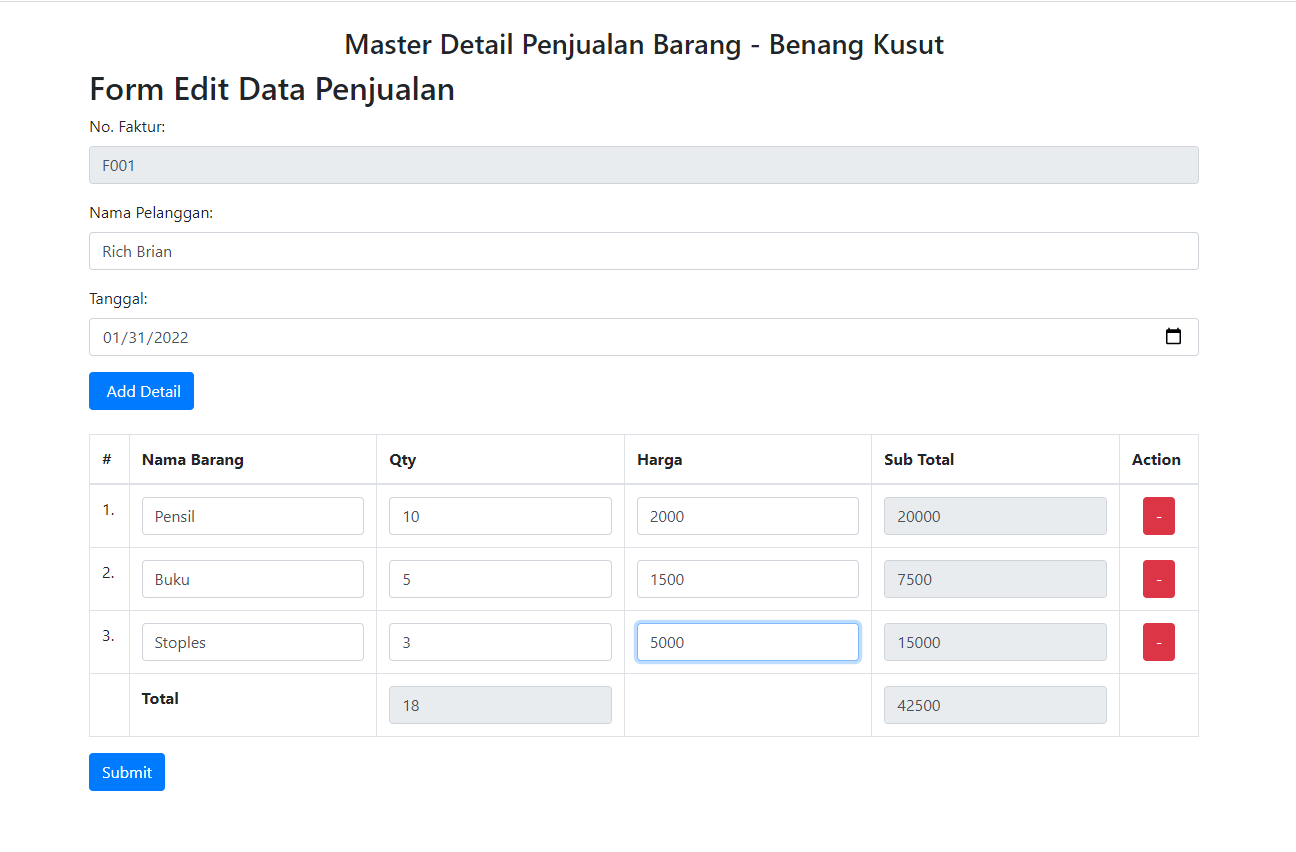 Master Detail Penjualan Barang - Benang Kusut
Form Edit Data Penjualan
No. Faktur:
F001
Nama Pelanggan:
Rich Brian
Tanggal:
01/31/2022
Add Detail
# Nama Barang Qty Harga Sub Total Action
1. Pensil 10 2000 20000 -
2. Buku 5 1500 7500 -
3. Stoples 3 5000 15000 -
Total 18 42500
Submit